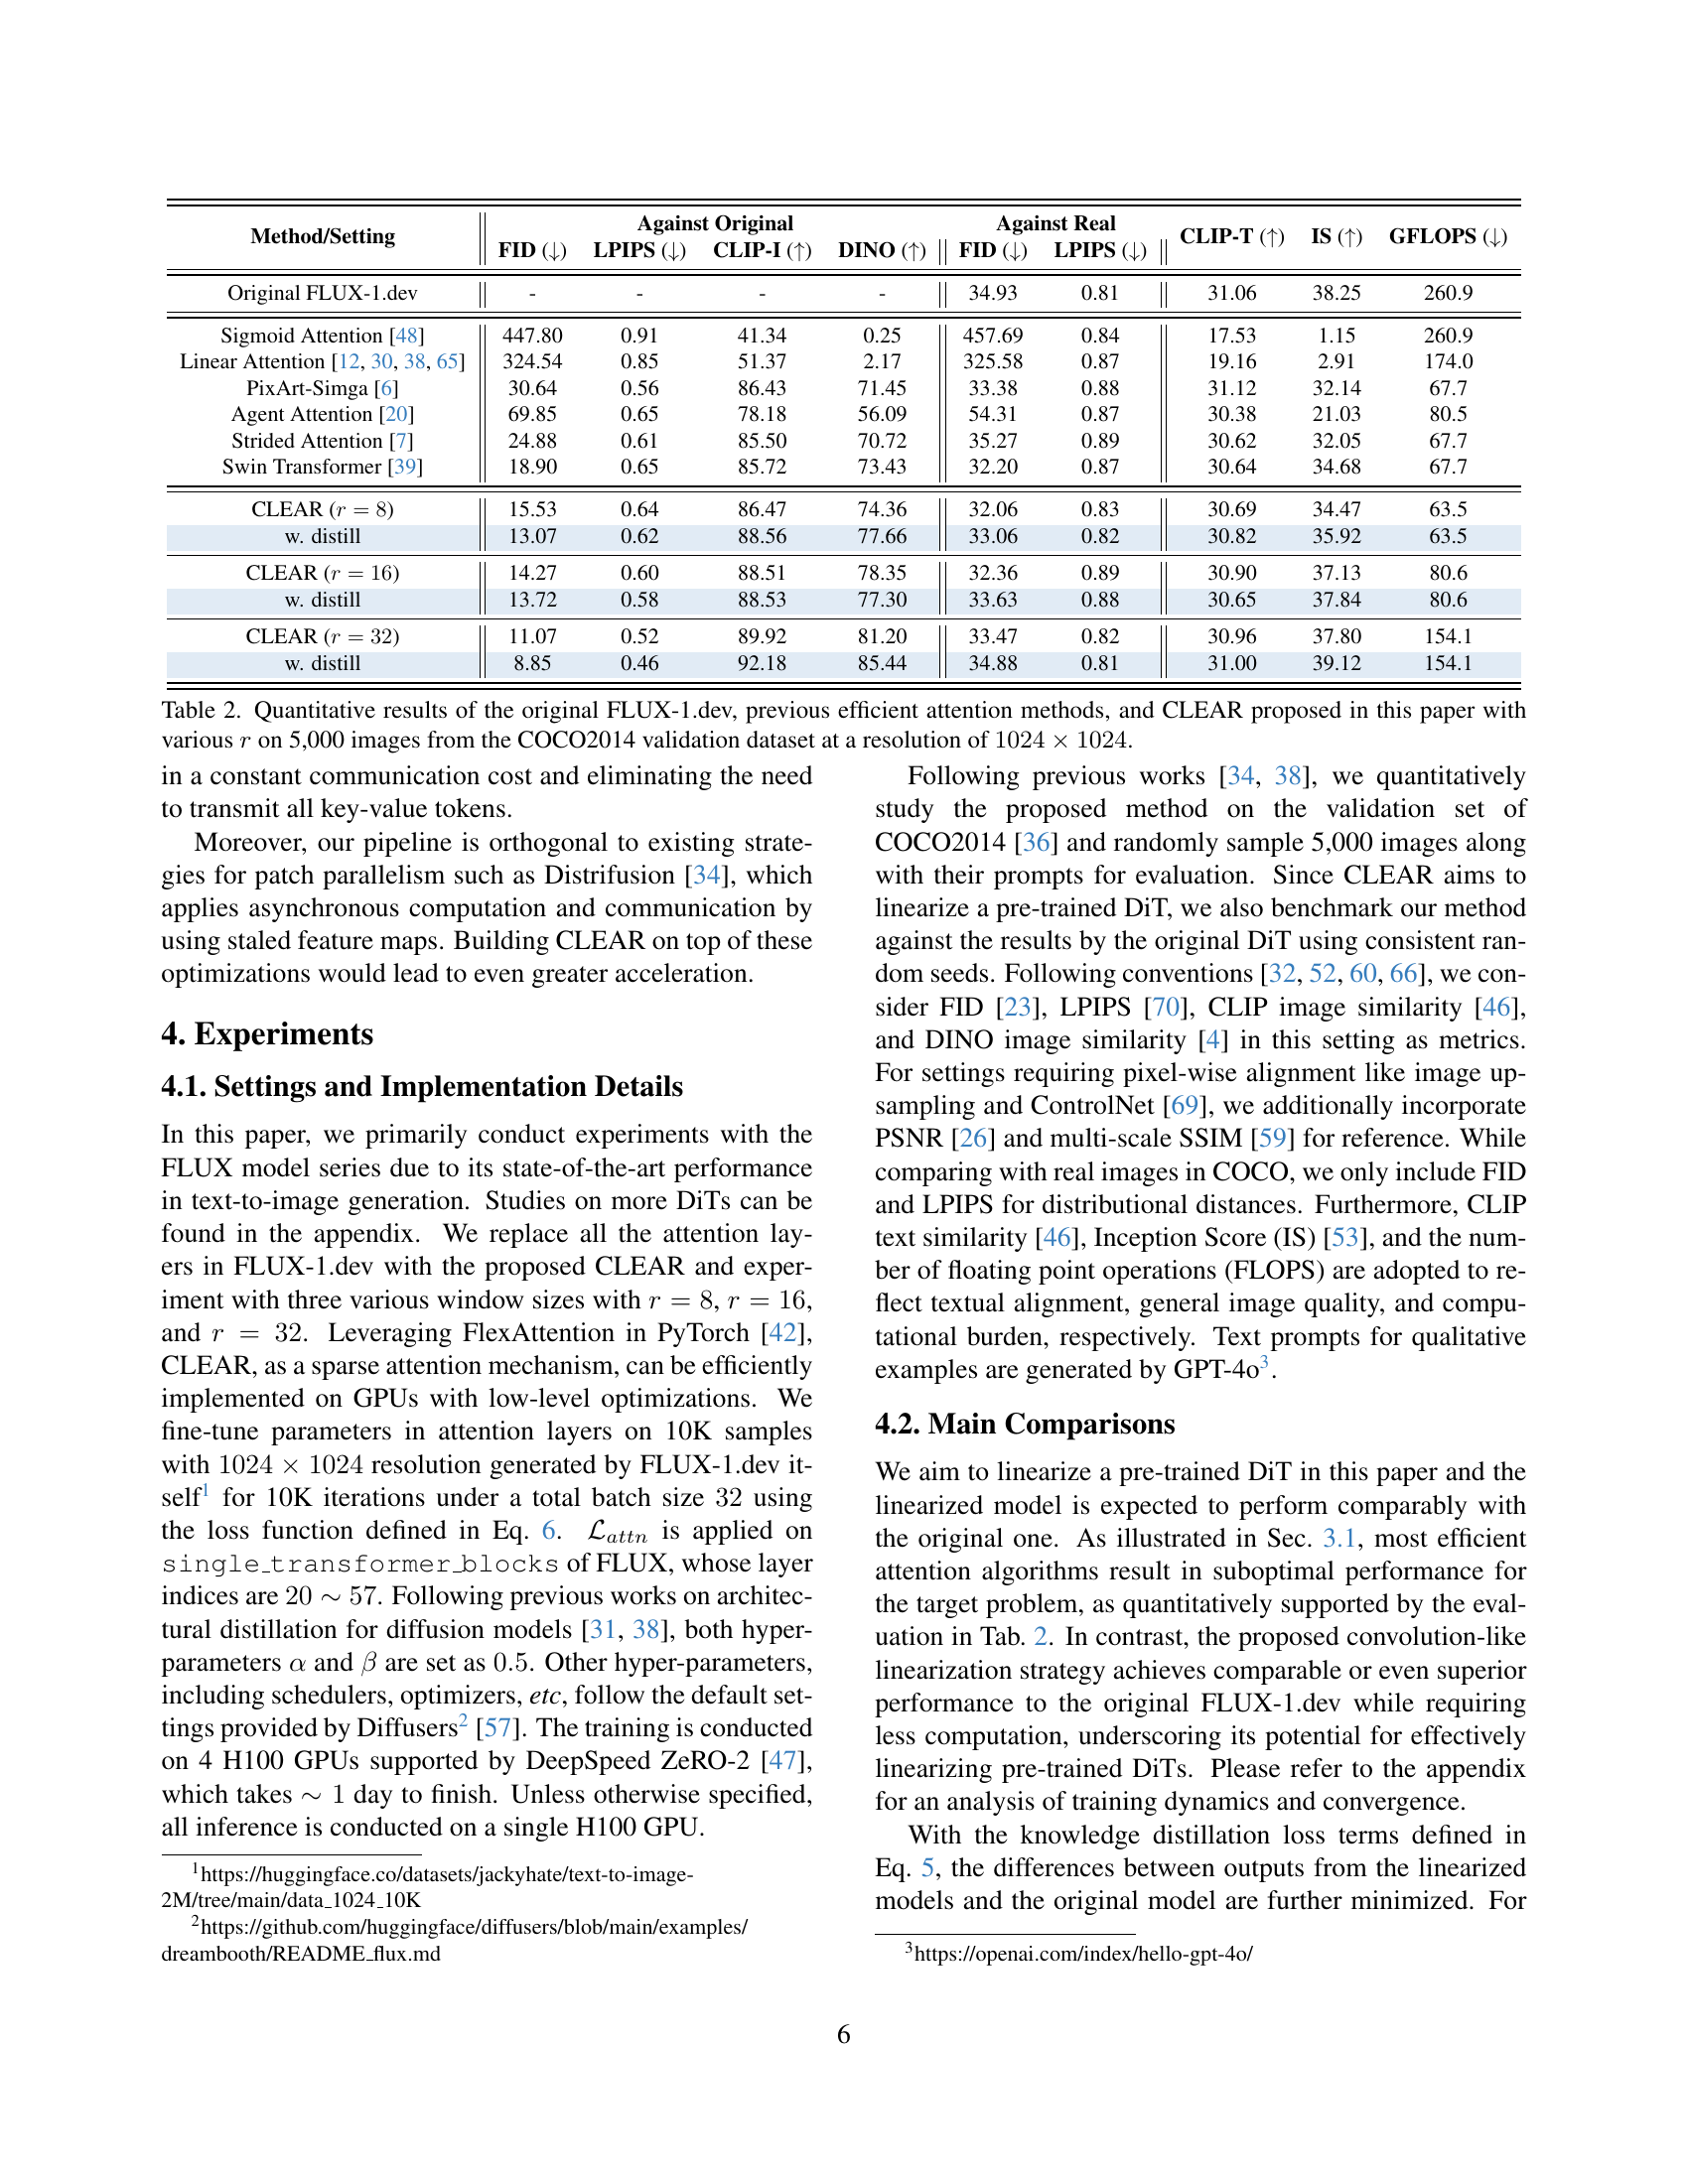 Method/Setting Against Original Against Real CLIP-T (↑) IS (↑) GFLOPS (↓)
FID (↓) LPIPS (↓) CLIP-I (↑) DINO (↑) FID (↓) LPIPS (↓)
Original FLUX-1.dev - - - - 34.93 0.81 31.06 38.25 260.9
Sigmoid Attention [48] 447.80 0.91 41.34 0.25 457.69 0.84 17.53 1.15 260.9
Linear Attention [12, 30, 38, 65] 324.54 0.85 51.37 2.17 325.58 0.87 19.16 2.91 174.0
PixArt-Simga [6] 30.64 0.56 86.43 71.45 33.38 0.88 31.12 32.14 67.7
Agent Attention [20] 69.85 0.65 78.18 56.09 54.31 0.87 30.38 21.03 80.5
Strided Attention [7] 24.88 0.61 85.50 70.72 35.27 0.89 30.62 32.05 67.7
Swin Transformer [39] 18.90 0.65 85.72 73.43 32.20 0.87 30.64 34.68 67.7
CLEAR (r = 8) 15.53 0.64 86.47 74.36 32.06 0.83 30.69 34.47 63.5
w. distill 13.07 0.62 88.56 77.66 33.06 0.82 30.82 35.92 63.5
CLEAR (r = 16) 14.27 0.60 88.51 78.35 32.36 0.89 30.90 37.13 80.6
w. distill 13.72 0.58 88.53 77.30 33.63 0.88 30.65 37.84 80.6
CLEAR (r = 32) 11.07 0.52 89.92 81.20 33.47 0.82 30.96 37.80 154.1
w. distill 8.85 0.46 92.18 85.44 34.88 0.81 31.00 39.12 154.1
Table 2. Quantitative results of the original FLUX-1.dev, previous efficient attention methods, and CLEAR proposed in this paper with
various r on 5,000 images from the COCO2014 validation dataset at a resolution of 1024 × 1024.
in a constant communication cost and eliminating the need
to transmit all key-value tokens.
Moreover, our pipeline is orthogonal to existing strate-
gies for patch parallelism such as Distrifusion [34], which
applies asynchronous computation and communication by
using staled feature maps. Building CLEAR on top of these
optimizations would lead to even greater acceleration.
4. Experiments
4.1. Settings and Implementation Details
In this paper, we primarily conduct experiments with the
FLUX model series due to its state-of-the-art performance
in text-to-image generation. Studies on more DiTs can be
found in the appendix. We replace all the attention lay-
ers in FLUX-1.dev with the proposed CLEAR and exper-
iment with three various window sizes with r = 8, r = 16,
and r = 32. Leveraging FlexAttention in PyTorch [42],
CLEAR, as a sparse attention mechanism, can be efficiently
implemented on GPUs with low-level optimizations. We
fine-tune parameters in attention layers on 10K samples
with 1024 × 1024 resolution generated by FLUX-1.dev it-
self¹ for 10K iterations under a total batch size 32 using
the loss function defined in Eq. 6. ℒattn is applied on
single_transformer_blocks of FLUX, whose layer
indices are 20 ∼ 57. Following previous works on architec-
tural distillation for diffusion models [31, 38], both hyper-
parameters α and β are set as 0.5. Other hyper-parameters,
including schedulers, optimizers, etc, follow the default set-
tings provided by Diffusers² [57]. The training is conducted
on 4 H100 GPUs supported by DeepSpeed ZeRO-2 [47],
which takes ∼ 1 day to finish. Unless otherwise specified,
all inference is conducted on a single H100 GPU.
¹https://huggingface.co/datasets/jackyhate/text-to-image-
2M/tree/main/data_1024_10K
²https://github.com/huggingface/diffusers/blob/main/examples/
dreambooth/README_flux.md
Following previous works [34, 38], we quantitatively
study the proposed method on the validation set of
COCO2014 [36] and randomly sample 5,000 images along
with their prompts for evaluation. Since CLEAR aims to
linearize a pre-trained DiT, we also benchmark our method
against the results by the original DiT using consistent ran-
dom seeds. Following conventions [32, 52, 60, 66], we con-
sider FID [23], LPIPS [70], CLIP image similarity [46],
and DINO image similarity [4] in this setting as metrics.
For settings requiring pixel-wise alignment like image up-
sampling and ControlNet [69], we additionally incorporate
PSNR [26] and multi-scale SSIM [59] for reference. While
comparing with real images in COCO, we only include FID
and LPIPS for distributional distances. Furthermore, CLIP
text similarity [46], Inception Score (IS) [53], and the num-
ber of floating point operations (FLOPS) are adopted to re-
flect textual alignment, general image quality, and compu-
tational burden, respectively. Text prompts for qualitative
examples are generated by GPT-4o³.
4.2. Main Comparisons
We aim to linearize a pre-trained DiT in this paper and the
linearized model is expected to perform comparably with
the original one. As illustrated in Sec. 3.1, most efficient
attention algorithms result in suboptimal performance for
the target problem, as quantitatively supported by the eval-
uation in Tab. 2. In contrast, the proposed convolution-like
linearization strategy achieves comparable or even superior
performance to the original FLUX-1.dev while requiring
less computation, underscoring its potential for effectively
linearizing pre-trained DiTs. Please refer to the appendix
for an analysis of training dynamics and convergence.
With the knowledge distillation loss terms defined in
Eq. 5, the differences between outputs from the linearized
models and the original model are further minimized. For
³https://openai.com/index/hello-gpt-4o/
6